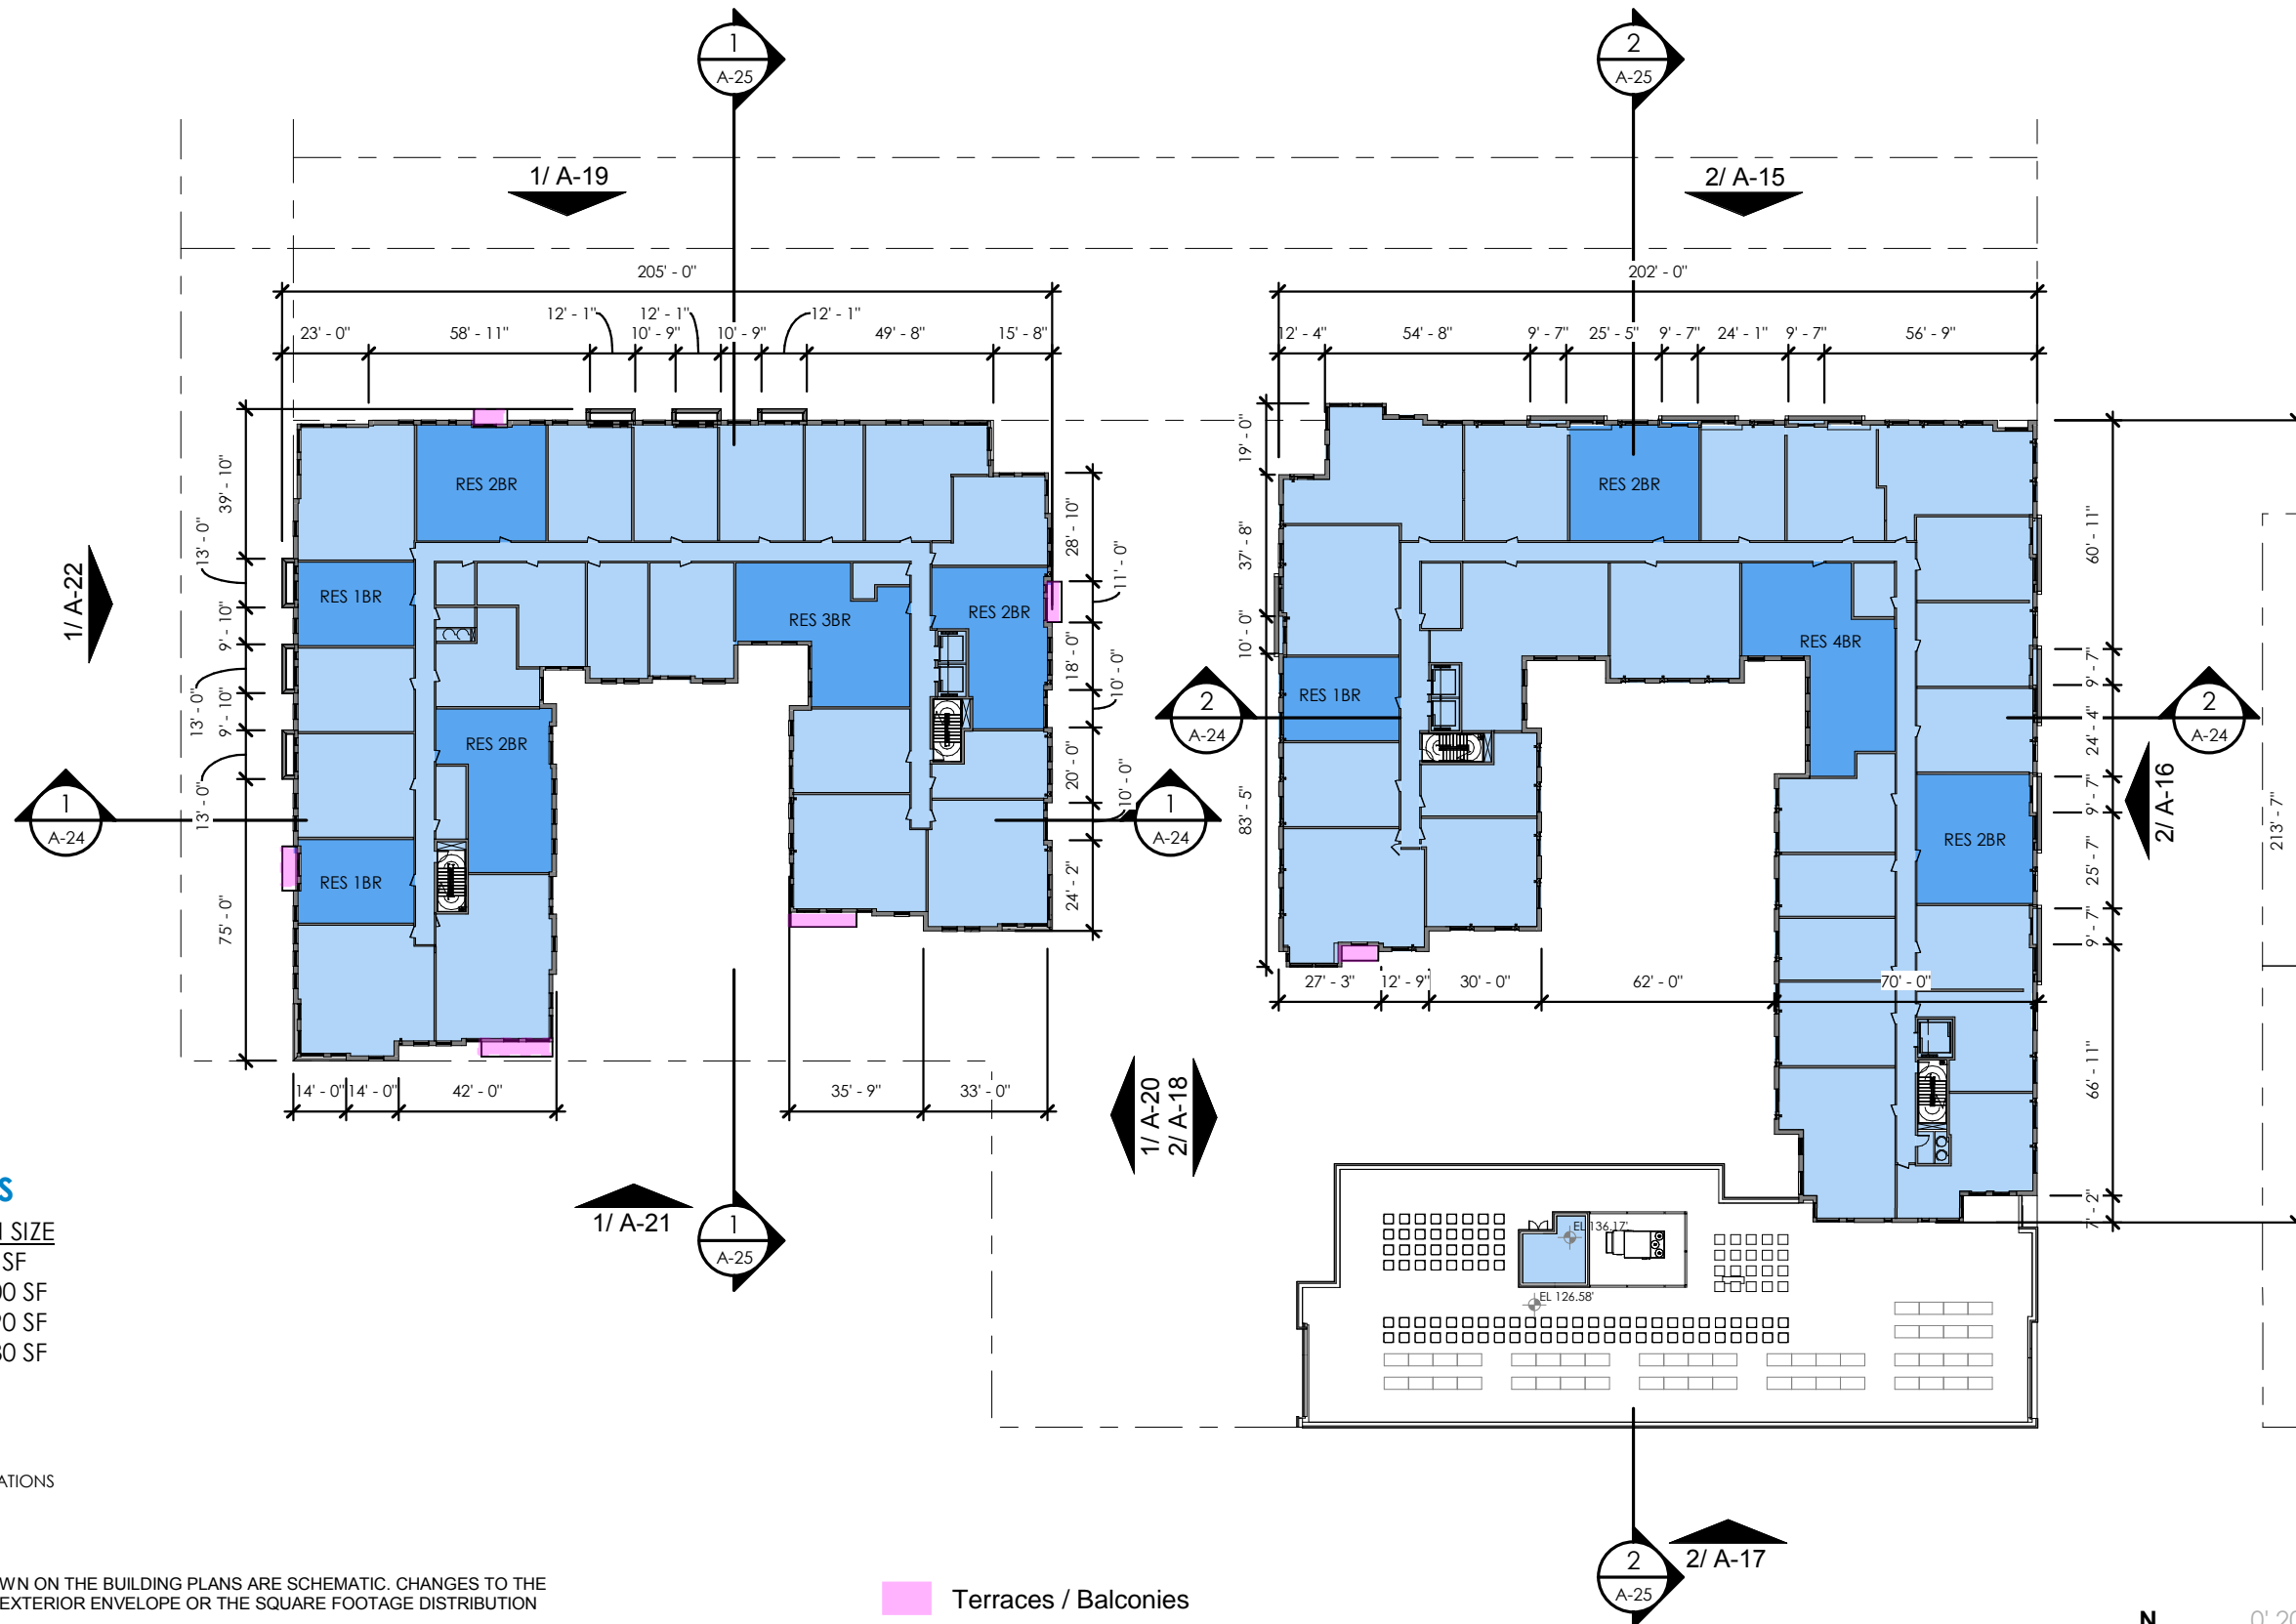 1
A-25
2
A-25
1/ A-19
2/ A-15
205' - 0"
202' - 0"
12' - 1"
12' - 1"
12' - 1"
23' - 0"
58' - 11"
10' - 9"
10' - 9"
49' - 8"
15' - 8"
12' - 4"
54' - 8"
9' - 7"
25' - 5"
9' - 7"
24' - 1"
9' - 7"
56' - 9"
39' - 10"
13' - 0"
9' - 10"
13' - 0"
9' - 10"
13' - 0"
75' - 0"
1/ A-22
RES 2BR
RES 1BR
RES 3BR
RES 2BR
RES 2BR
RES 1BR
28' - 10"
11' - 0"
18' - 0"
10' - 0"
20' - 0"
10' - 0"
24' - 2"
19' - 0"
37' - 8"
10' - 0"
83' - 5"
RES 2BR
RES 4BR
RES 1BR
RES 2BR
60' - 11"
9' - 7"
24' - 4"
9' - 7"
25' - 7"
9' - 7"
66' - 11"
7' - 2"
213' - 7"
2/ A-16
2
A-24
2
A-24
1
A-24
1
A-24
27' - 3"
12' - 9"
30' - 0"
62' - 0"
70' - 0"
14' - 0"
14' - 0"
42' - 0"
35' - 9"
33' - 0"
1/ A-20
2/ A-18
1/ A-21
1
A-25
S
SIZE
SF
0 SF
0 SF
0 SF
EL 136.17'
EL 126.58'
ATIONS
2
A-25
2/ A-17
WN ON THE BUILDING PLANS ARE SCHEMATIC. CHANGES TO THE
EXTERIOR ENVELOPE OR THE SQUARE FOOTAGE DISTRIBUTION
Terraces / Balconies
N